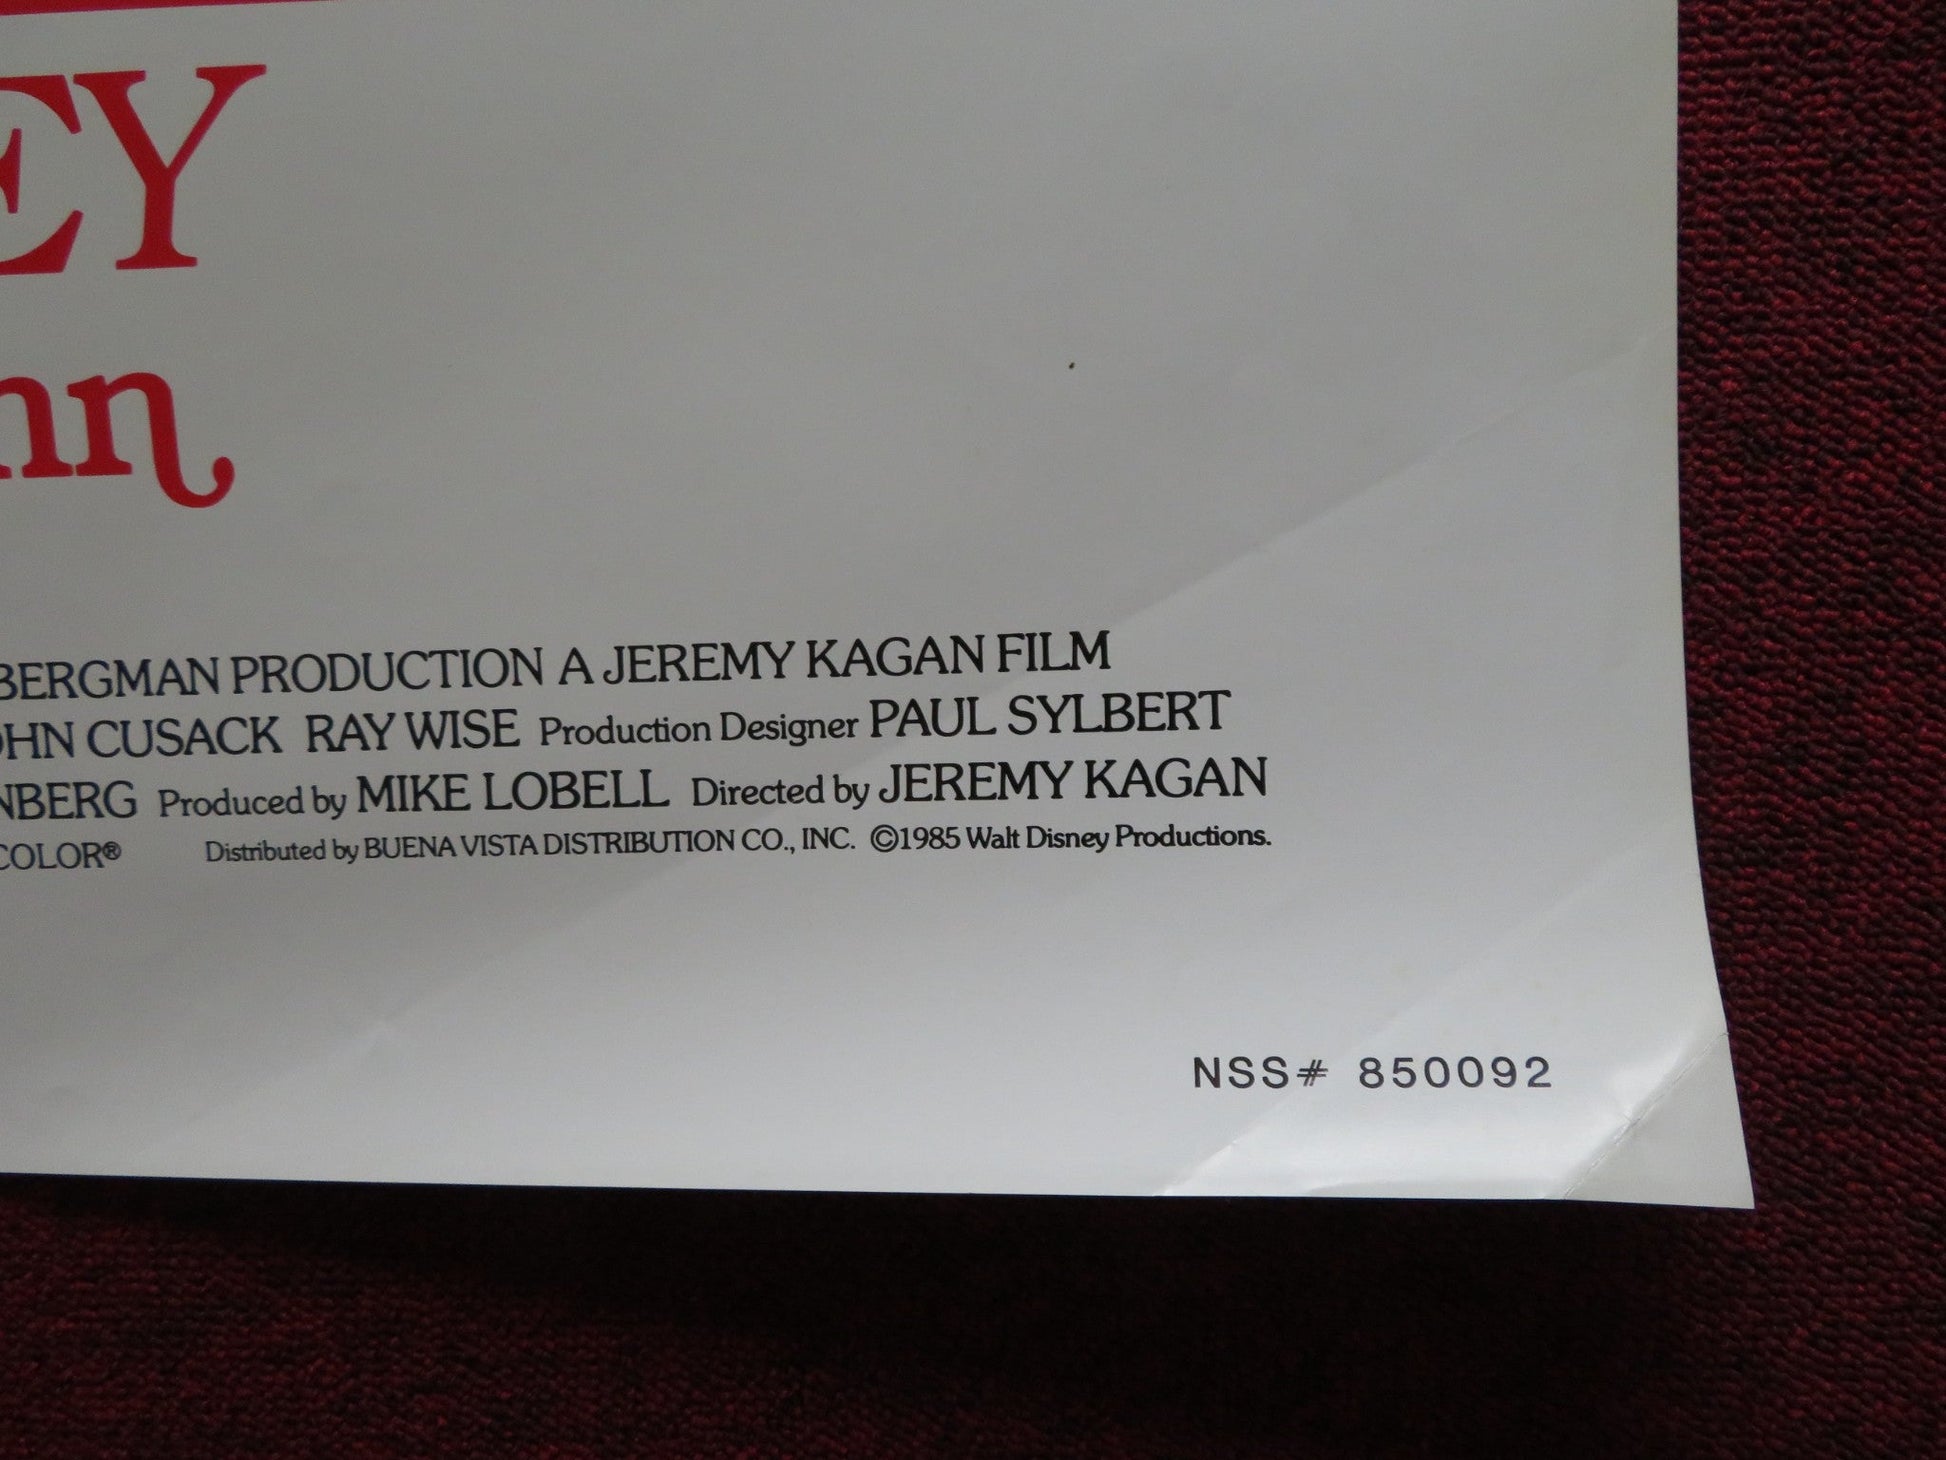 EY
nn
BERGMAN PRODUCTION A JEREMY KAGAN FILM
OHN CUSACK RAY WISE Production Designer PAUL SYLBERT
NBERG Produced by MIKE LOBELL Directed by JEREMY KAGAN
COLOR® Distributed by BUENA VISTA DISTRIBUTION CO., INC. ©1985 Walt Disney Productions.
NSS# 850092